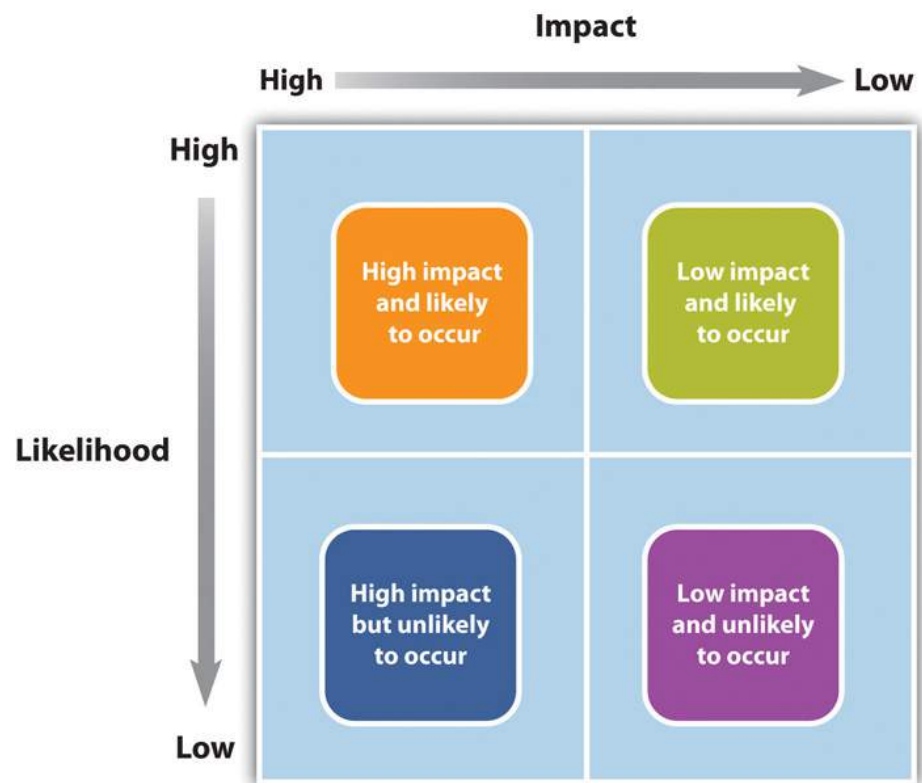 Impact
High
Low
High
Likelihood
Low
High impact
and likely
to occur
Low impact
and likely
to occur
High impact
but unlikely
to occur
Low impact
and unlikely
to occur